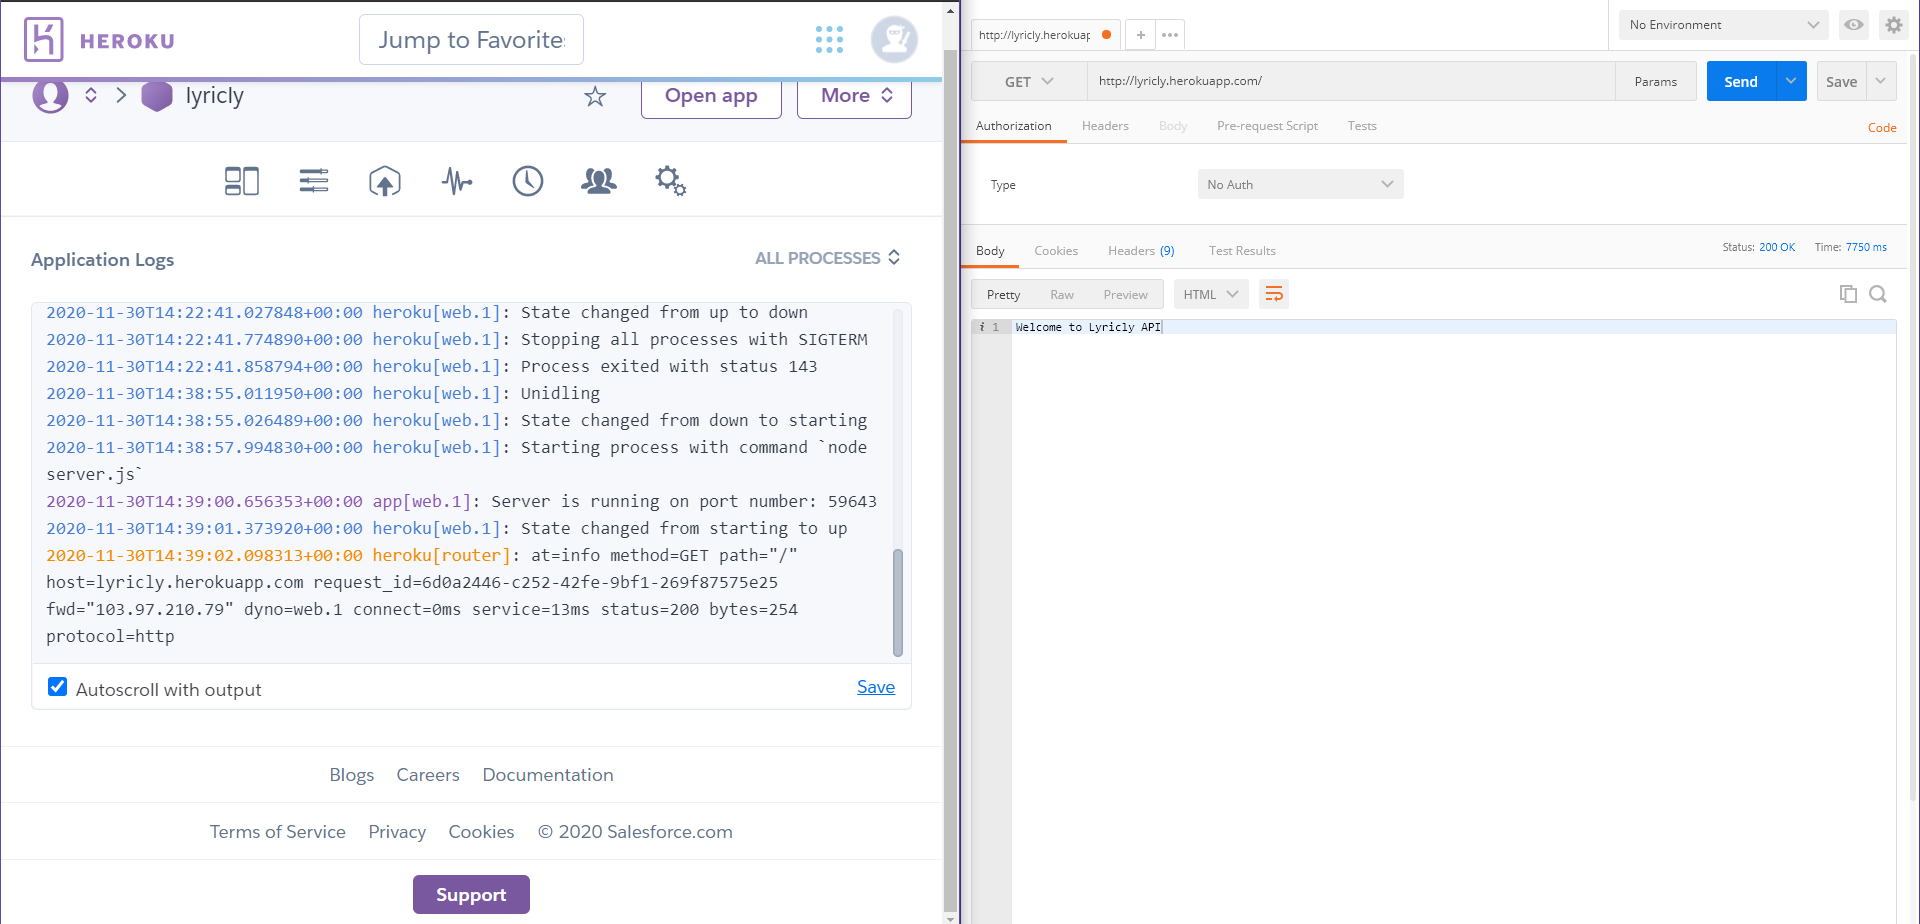 HEROKU
Jump to Favorites
lyricly
Open app
More
Application Logs
ALL PROCESSES
2020-11-30T14:22:41.027848+00:00 heroku[web.1]: State changed from up to down
2020-11-30T14:22:41.774890+00:00 heroku[web.1]: Stopping all processes with SIGTERM
2020-11-30T14:22:41.858794+00:00 heroku[web.1]: Process exited with status 143
2020-11-30T14:38:55.011950+00:00 heroku[web.1]: Unidling
2020-11-30T14:38:55.026489+00:00 heroku[web.1]: State changed from down to starting
2020-11-30T14:38:57.994830+00:00 heroku[web.1]: Starting process with command `node
server.js`
2020-11-30T14:39:00.656353+00:00 app[web.1]: Server is running on port number: 59643
2020-11-30T14:39:01.373920+00:00 heroku[web.1]: State changed from starting to up
2020-11-30T14:39:02.098313+00:00 heroku[router]: at=info method=GET path="/"
host=lyricly.herokuapp.com request_id=6d0a2446-c252-42fe-9bf1-269f87575e25
fwd="103.97.210.79" dyno=web.1 connect=0ms service=13ms status=200 bytes=254
protocol=http
Autoscroll with output
Save
Blogs Careers Documentation
Terms of Service Privacy Cookies © 2020 Salesforce.com
Support
http://lyricly.herokuap
+
No Environment
GET
http://lyricly.herokuapp.com/
Params
Send
Save
Authorization Headers Body Pre-request Script Tests
Code
Type
No Auth
Body Cookies Headers (9) Test Results
Status: 200 OK Time: 7750 ms
Pretty Raw Preview
HTML
i 1 Welcome to Lyricly API